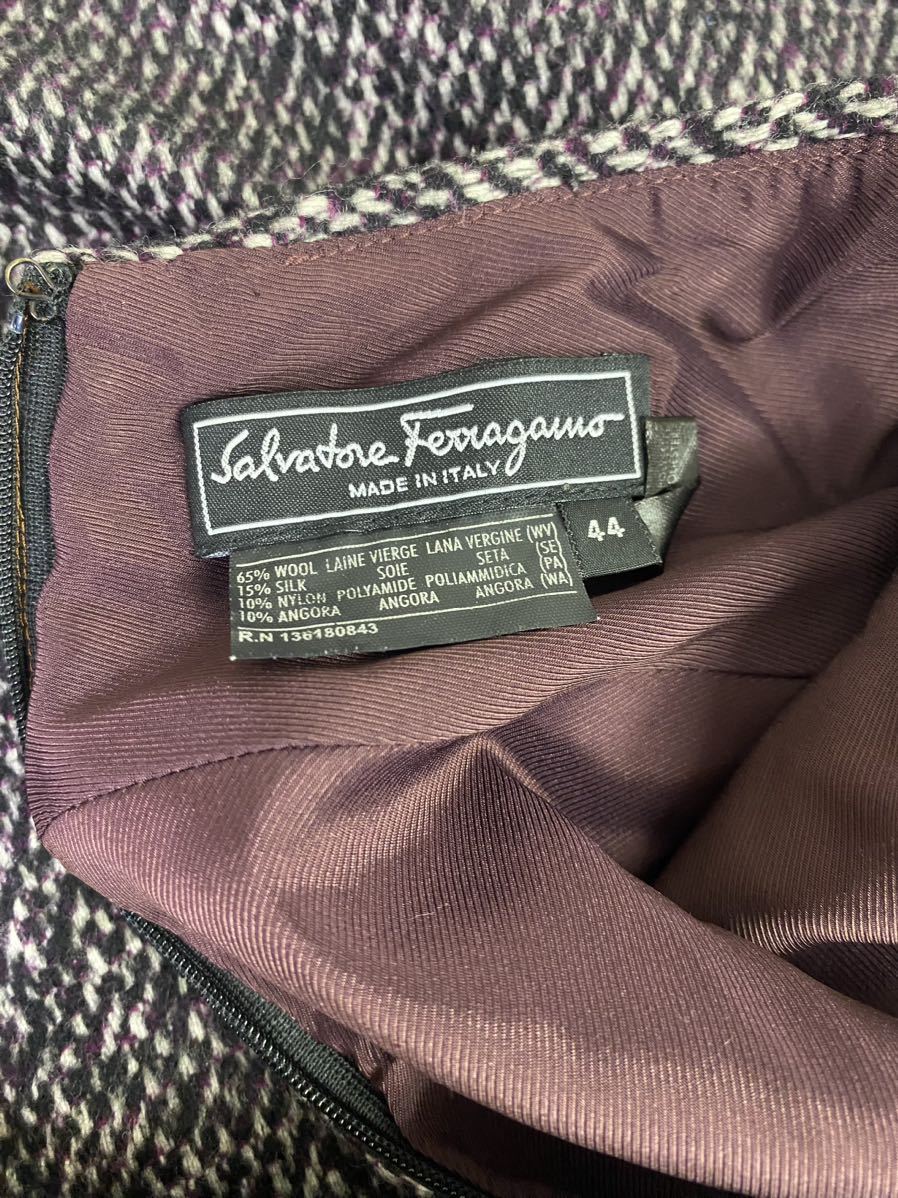 Salvatore Ferragamo
MADE IN ITALY
44
65% WOOL LAINE VIERGE LANA VERGINE (WV)
15% SILK SOIE SETA (SE)
10% NYLON POLYAMIDE POLIAMMIDICA (PA)
10% ANGORA ANGORA ANGORA (WA)
R.N 136180843